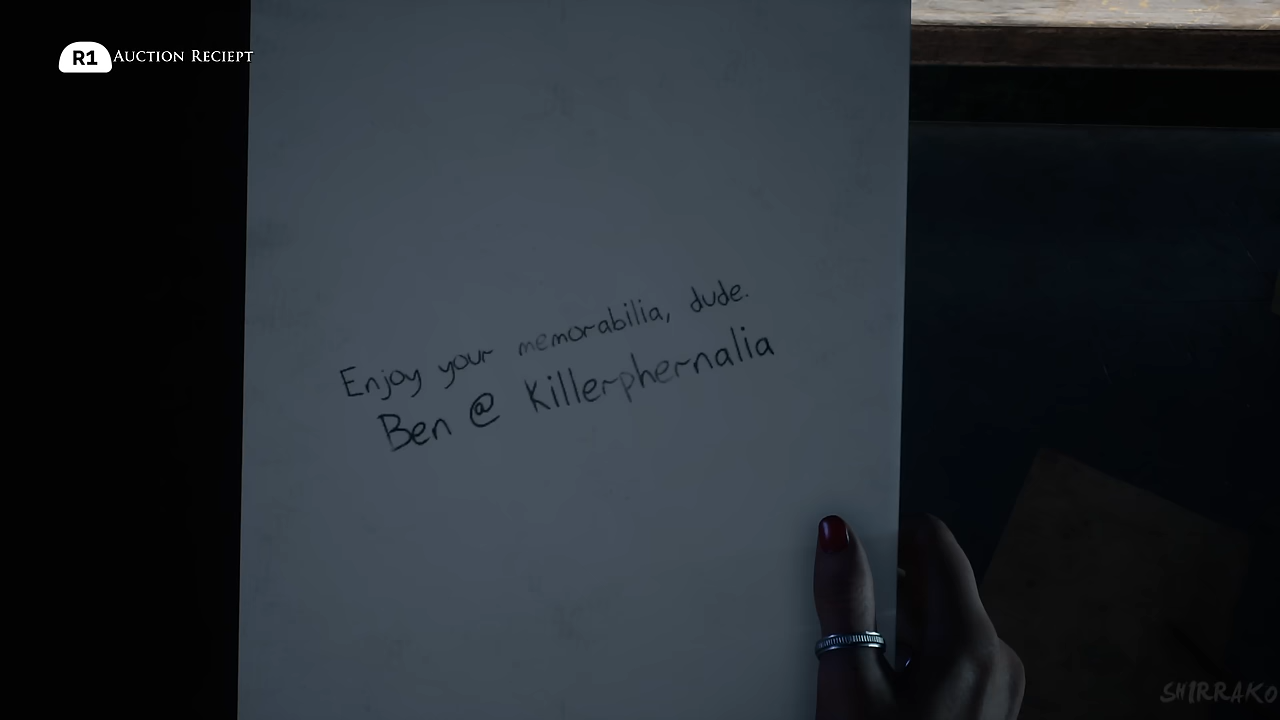 R1 Auction Reciept
Enjoy your memorabilia, dude.
Ben @ Killerphernalia
SHIRRAKO